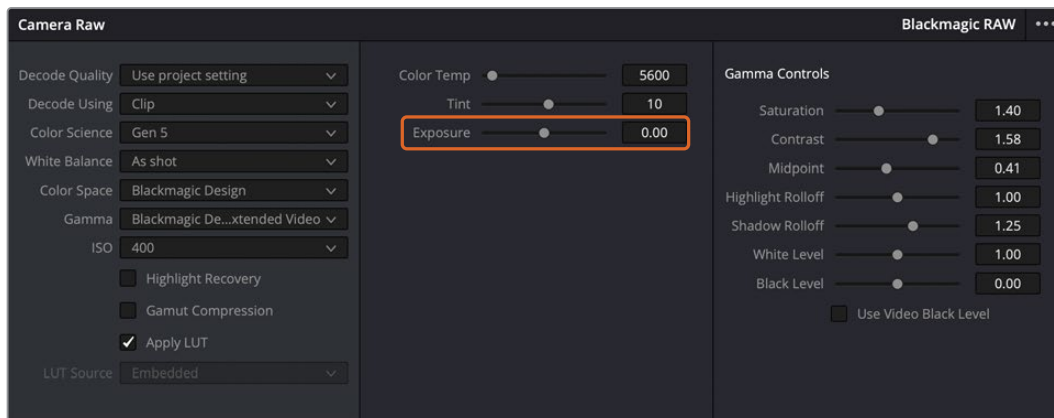 Camera Raw
Blackmagic RAW
Decode Quality Use project setting
Decode Using Clip
Color Science Gen 5
White Balance As shot
Color Space Blackmagic Design
Gamma Blackmagic De...xtended Video
ISO 400
Highlight Recovery
Gamut Compression
Apply LUT
LUT Source Embedded
Color Temp 5600
Tint 10
Exposure 0.00
Gamma Controls
Saturation 1.40
Contrast 1.58
Midpoint 0.41
Highlight Rolloff 1.00
Shadow Rolloff 1.25
White Level 1.00
Black Level 0.00
Use Video Black Level